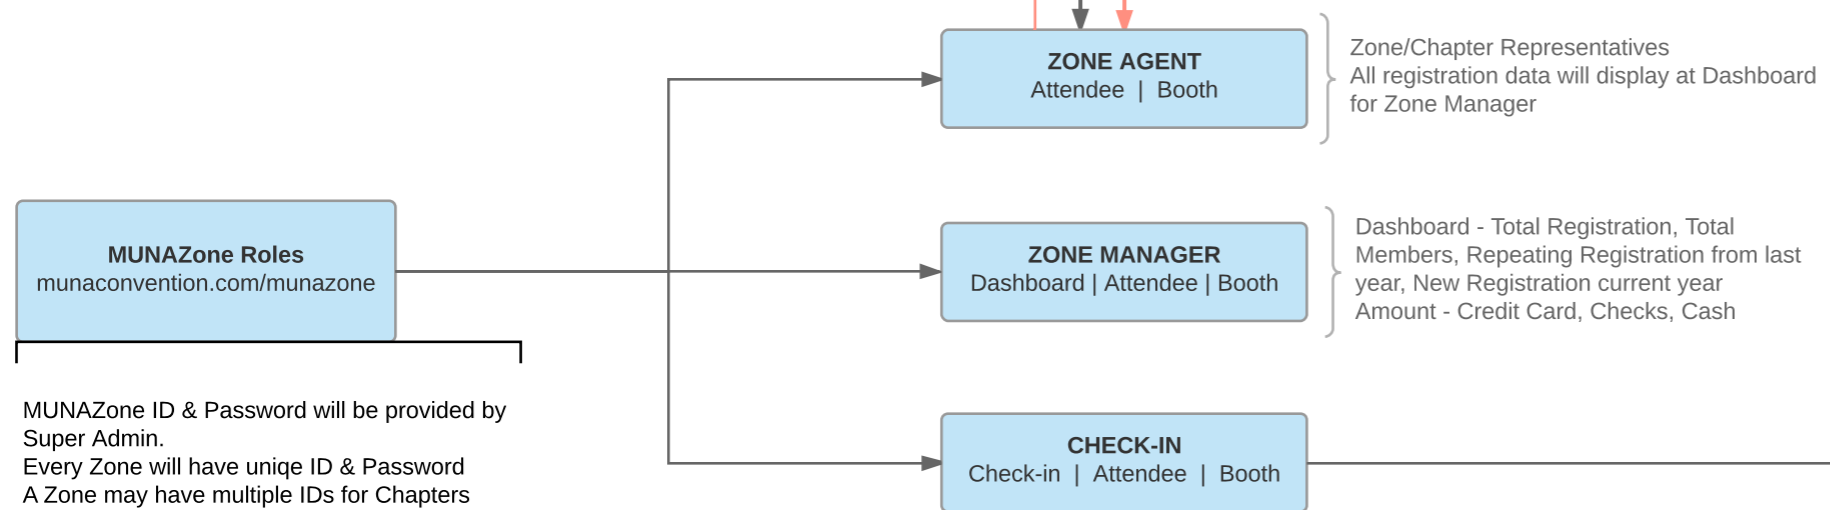 ZONE AGENT
Attendee | Booth
Zone/Chapter Representatives
All registration data will display at Dashboard
for Zone Manager
MUNAZone Roles
munaconvention.com/munazone
ZONE MANAGER
Dashboard | Attendee | Booth
Dashboard - Total Registration, Total
Members, Repeating Registration from last
year, New Registration current year
Amount - Credit Card, Checks, Cash
MUNAZone ID & Password will be provided by
Super Admin.
Every Zone will have uniqe ID & Password
A Zone may have multiple IDs for Chapters
CHECK-IN
Check-in | Attendee | Booth